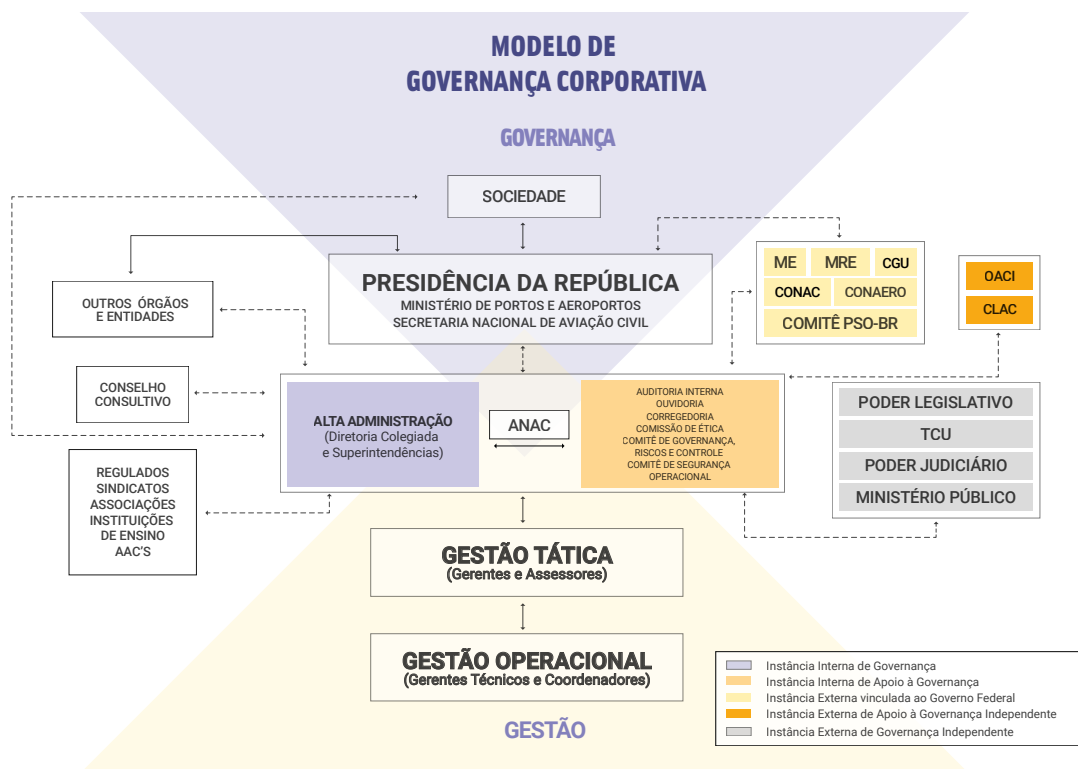 MODELO DE
GOVERNANÇA CORPORATIVA
GOVERNANÇA
SOCIEDADE
PRESIDÊNCIA DA REPÚBLICA
MINISTÉRIO DE PORTOS E AEROPORTOS
SECRETARIA NACIONAL DE AVIAÇÃO CIVIL
OUTROS ÓRGÃOS
E ENTIDADES
CONSELHO
CONSULTIVO
REGULADOS
SINDICATOS
ASSOCIAÇÕES
INSTITUIÇÕES
DE ENSINO
AAC'S
ME MRE CGU
CONAC CONAERO
COMITÊ PSO-BR
OACI
CLAC
ALTA ADMINISTRAÇÃO
(Diretoria Colegiada
e Superintendências)
ANAC
AUDITORIA INTERNA
OUVIDORIA
CORREGEDORIA
COMISSÃO DE ÉTICA
COMITÊ DE GOVERNANÇA,
RISCOS E CONTROLE
COMITÊ DE SEGURANÇA
OPERACIONAL
PODER LEGISLATIVO
TCU
PODER JUDICIÁRIO
MINISTÉRIO PÚBLICO
GESTÃO TÁTICA
(Gerentes e Assessores)
GESTÃO OPERACIONAL
(Gerentes Técnicos e Coordenadores)
GESTÃO
Instância Interna de Governança
Instância Interna de Apoio à Governança
Instância Externa vinculada ao Governo Federal
Instância Externa de Apoio à Governança Independente
Instância Externa de Governança Independente